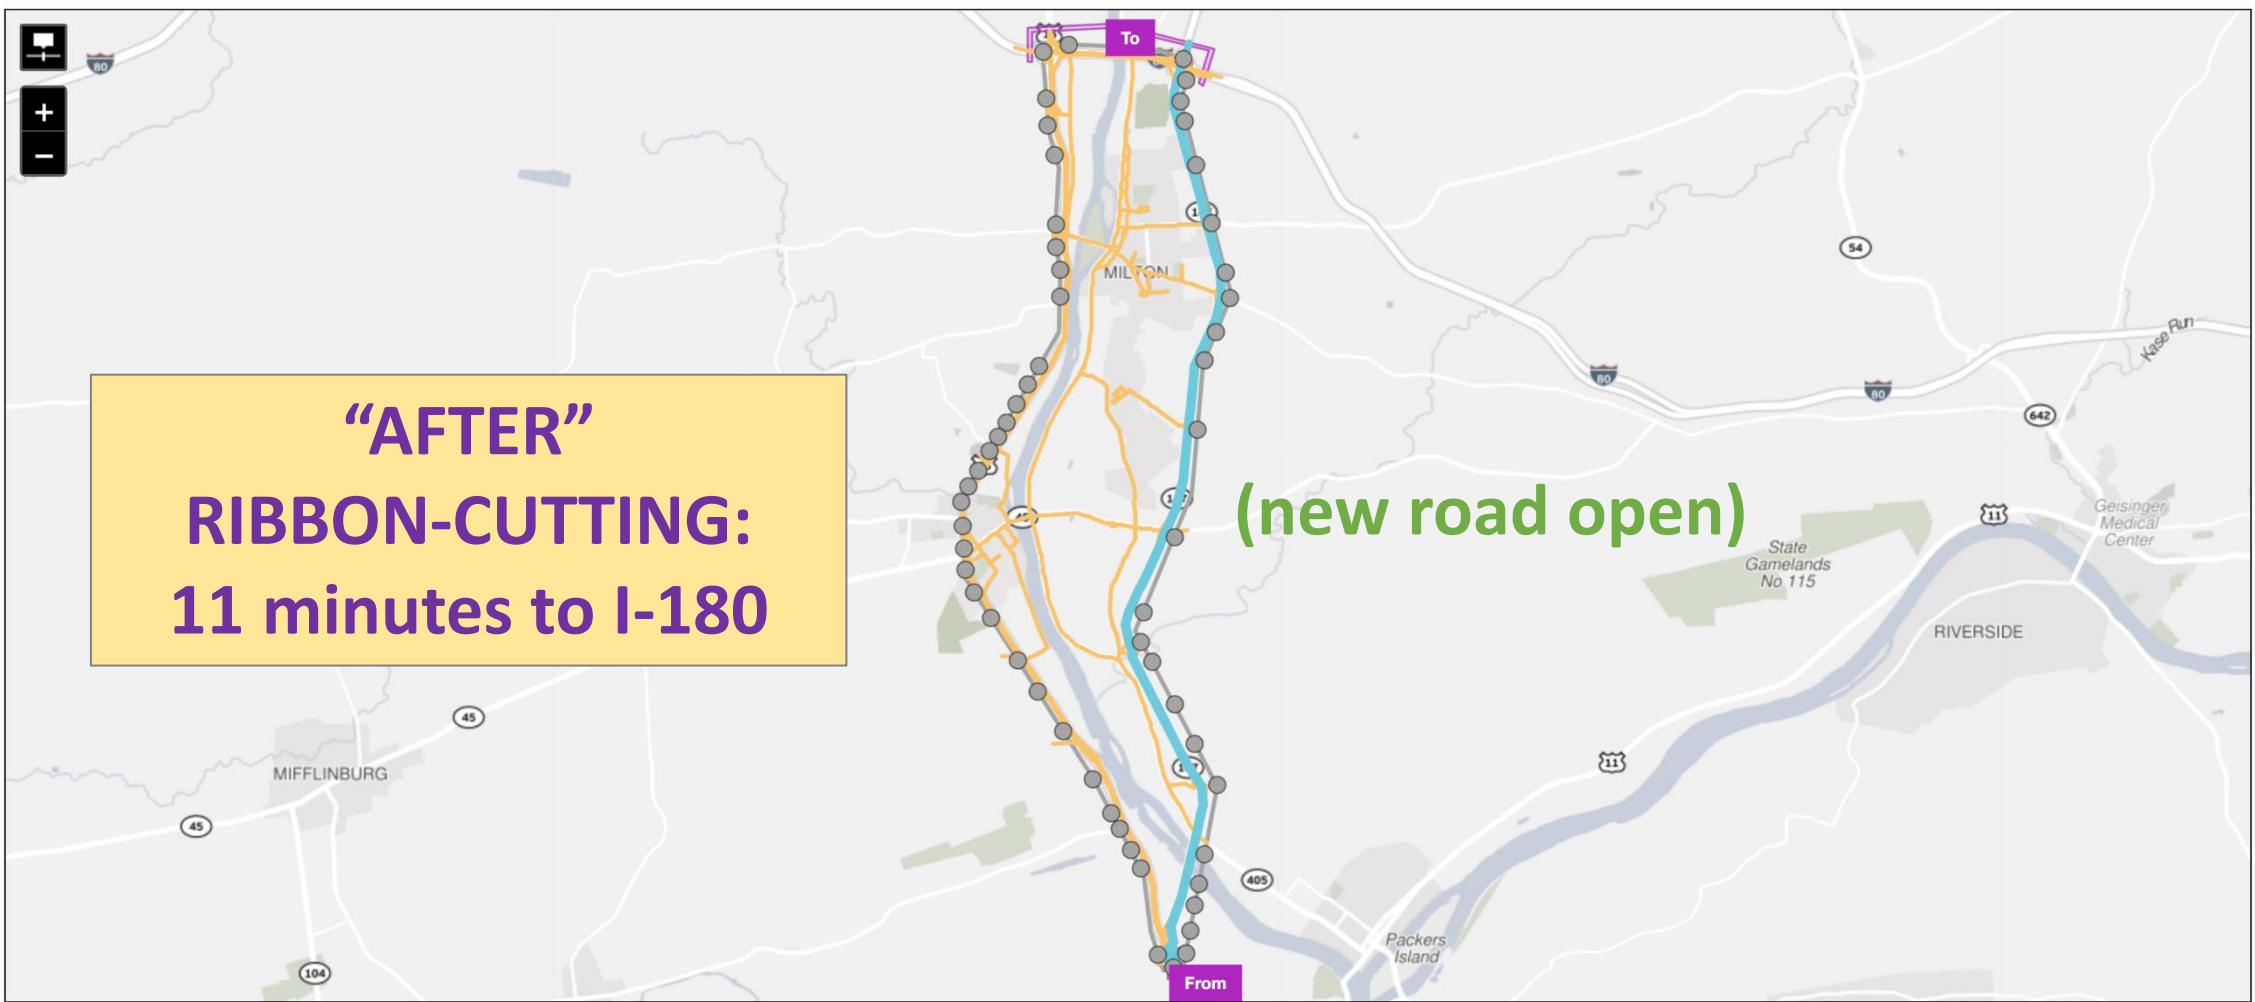 To
80
+
−
54
MILTON
Kase Run
80
80
642
“AFTER”
RIBBON-CUTTING:
11 minutes to I-180
(new road open)
11
Geisinger
Medical
Center
State
Gamelands
No 115
RIVERSIDE
45
11
MIFFLINBURG
45
405
Packers
Island
104
From